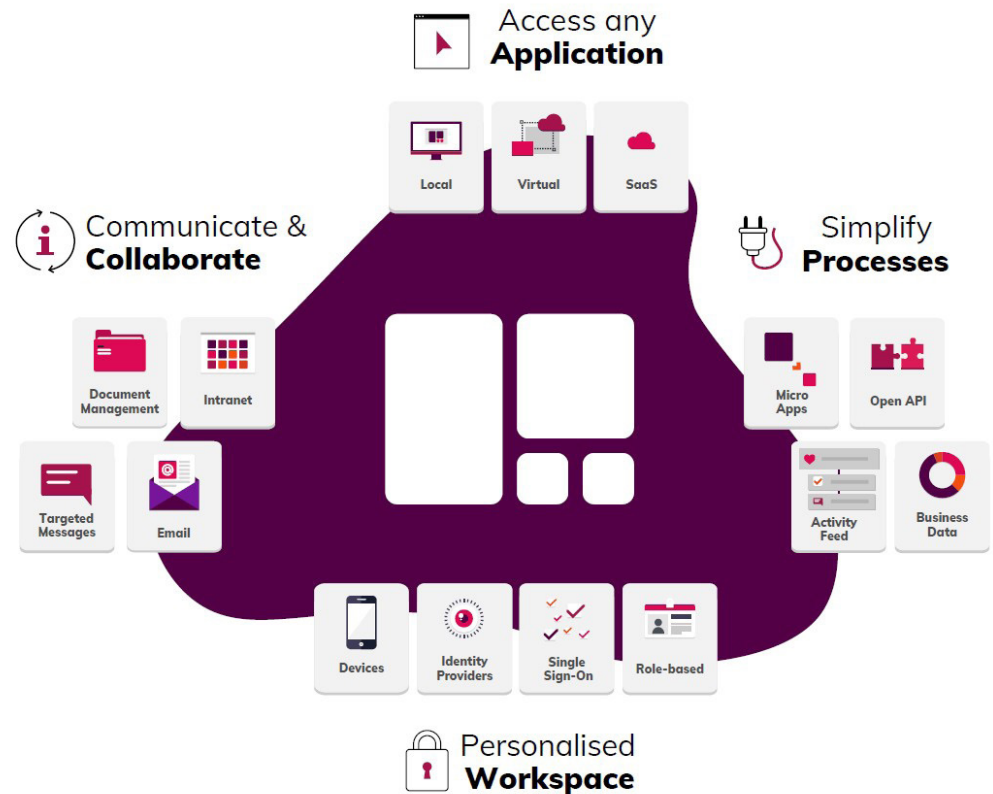 Access any
Application
Local
Virtual
SaaS
Communicate &
Collaborate
Simplify
Processes
Document
Management
Intranet
Micro
Apps
Open API
Targeted
Messages
@
Email
Activity
Feed
Business
Data
Devices
Identity
Providers
Single
Sign-On
Role-based
Personalised
Workspace